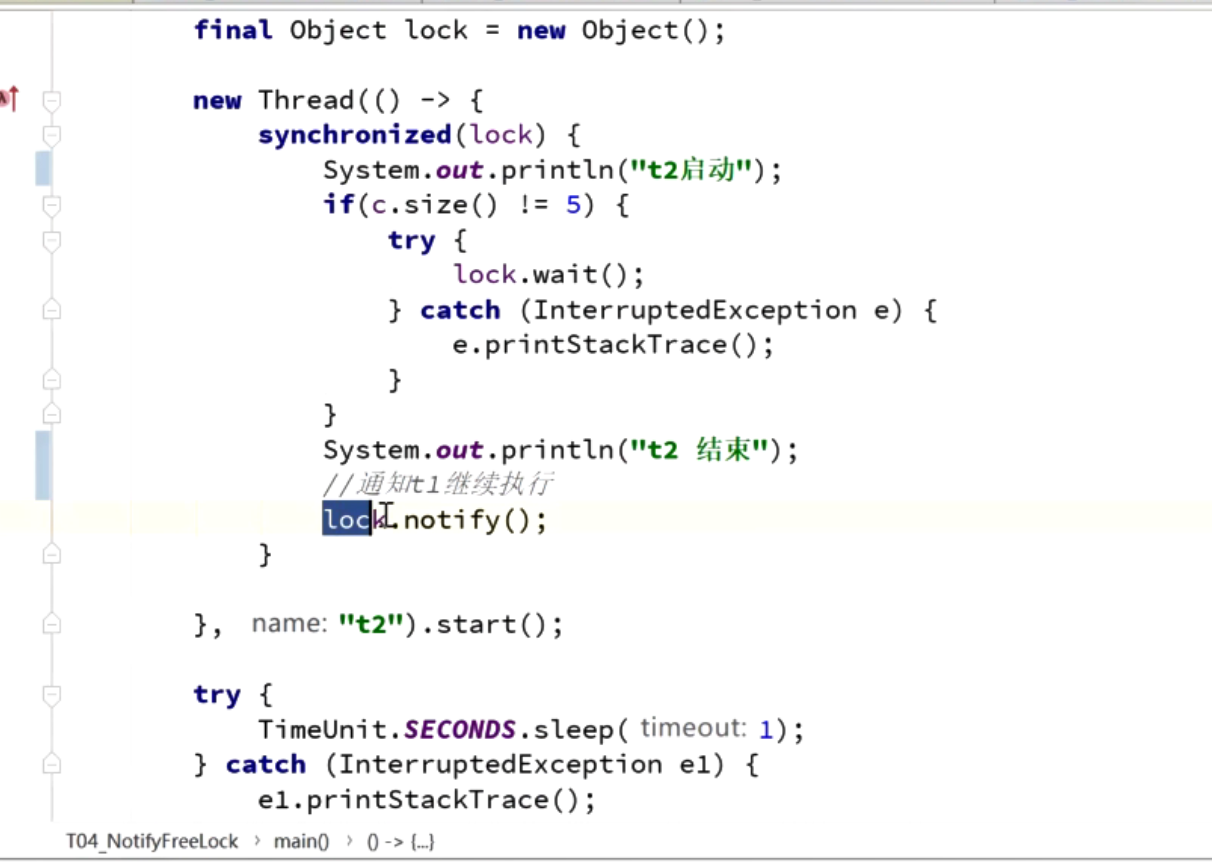 final Object lock = new Object();
new Thread(() -> {
synchronized(lock) {
System.out.println("t2启动");
if(c.size() != 5) {
try {
lock.wait();
} catch (InterruptedException e) {
e.printStackTrace();
}
}
System.out.println("t2 结束");
//通知t1继续执行
lock.notify();
}
}, name: "t2").start();
try {
TimeUnit.SECONDS.sleep( timeout: 1);
} catch (InterruptedException e1) {
e1.printStackTrace();
T04_NotifyFreeLock › main() › () -> {...}